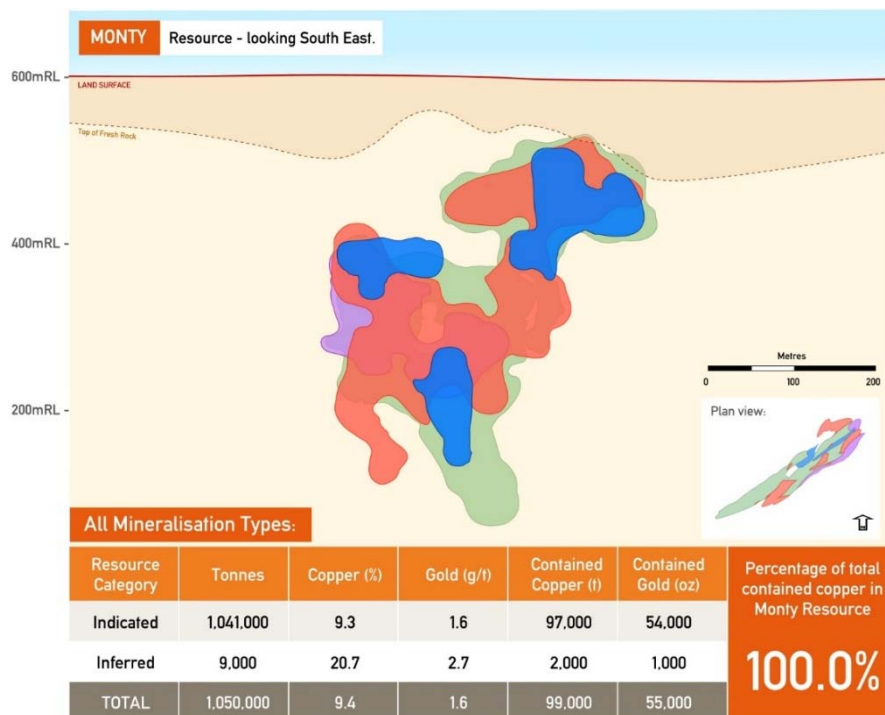 MONTY Resource - looking South East.
600mRL
LAND SURFACE
Top of Fresh Rock
400mRL
200mRL
Metres
0 100 200
Plan view:
All Mineralisation Types:
Resource Category Tonnes Copper (%) Gold (g/t) Contained Copper (t) Contained Gold (oz)
Indicated 1,041,000 9.3 1.6 97,000 54,000
Inferred 9,000 20.7 2.7 2,000 1,000
TOTAL 1,050,000 9.4 1.6 99,000 55,000
Percentage of total
contained copper in
Monty Resource
100.0%